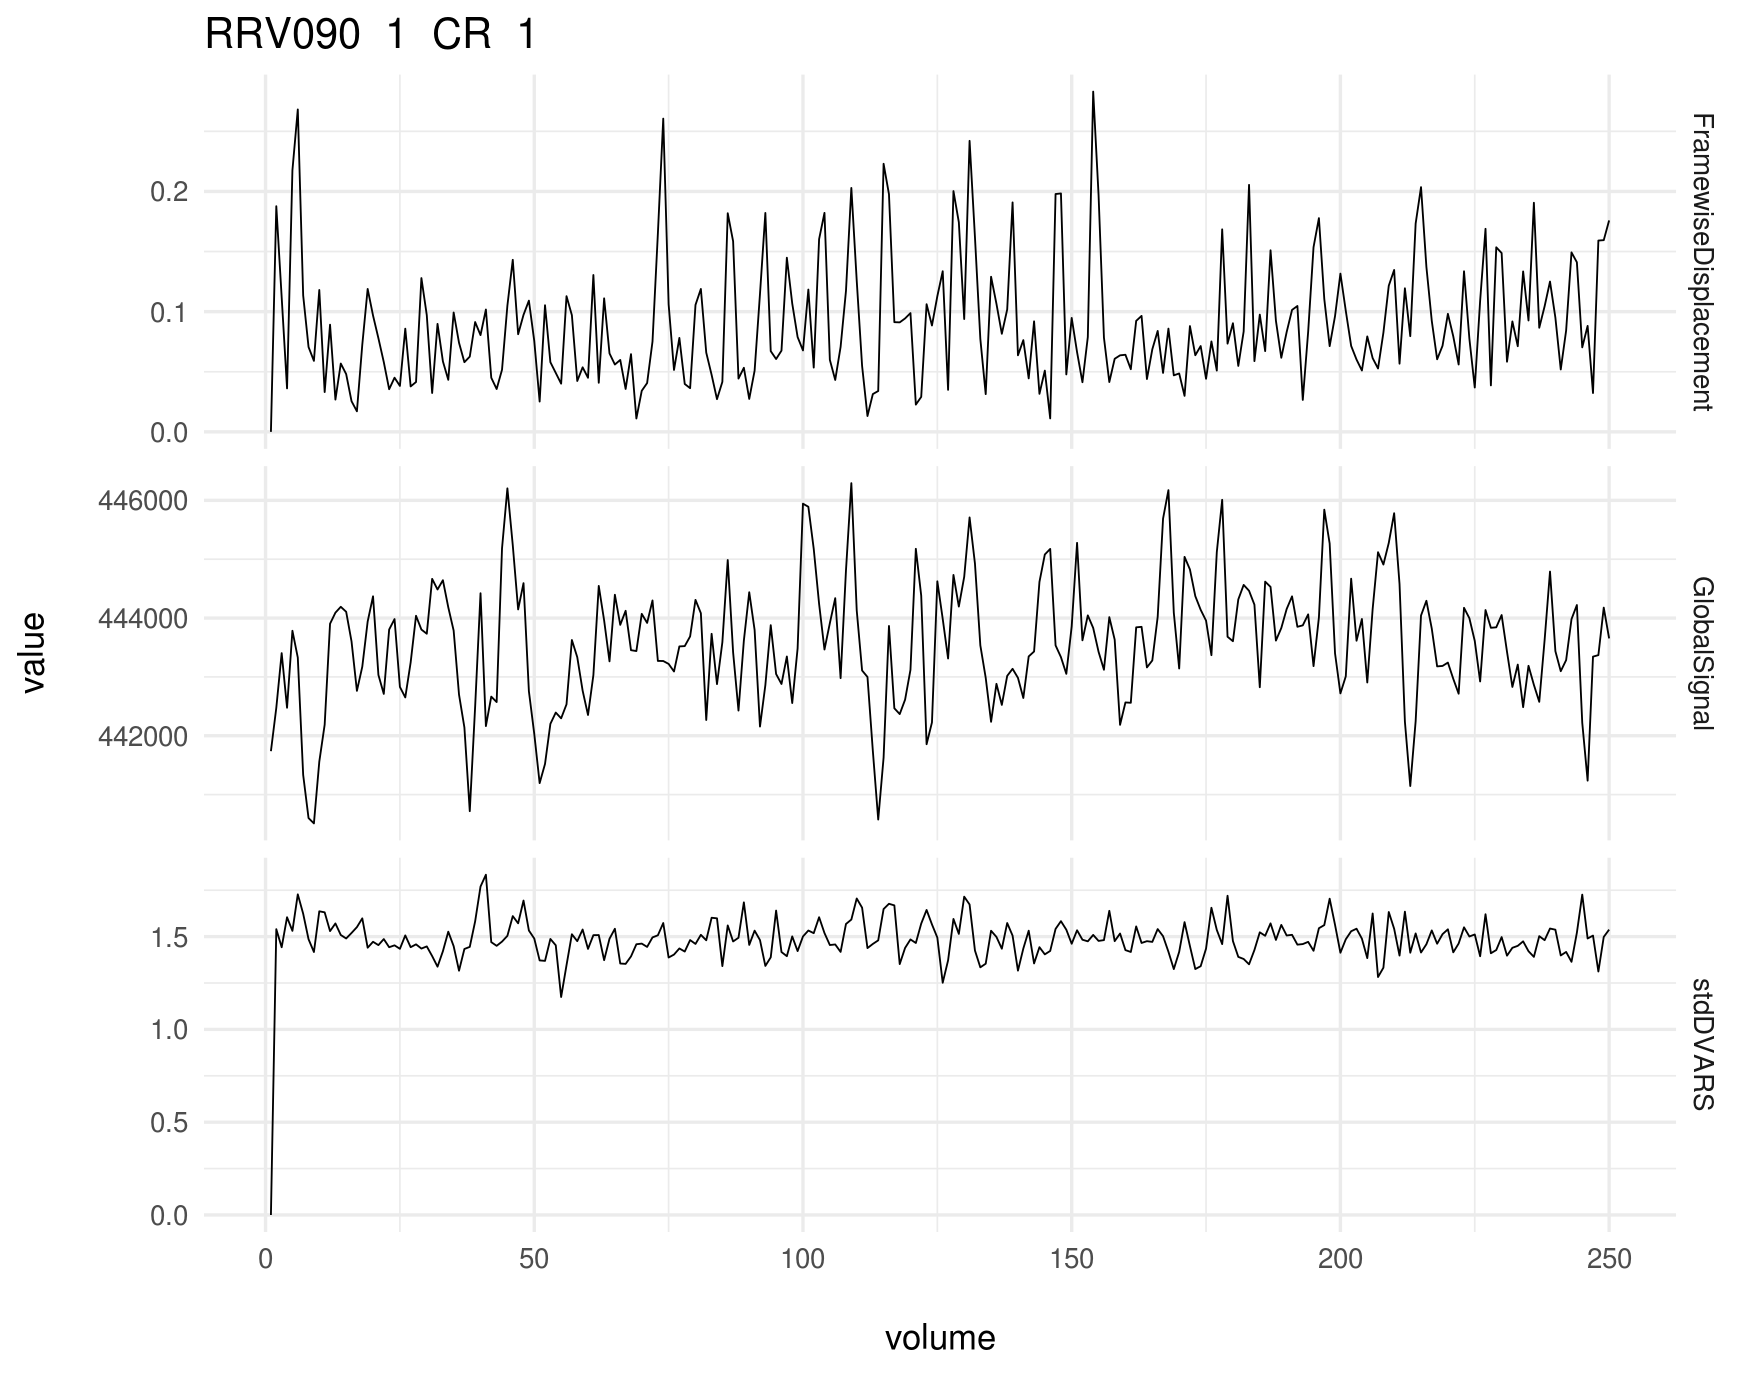 RRV090 1 CR 1
0.2
0.1
0.0
FramewiseDisplacement
446000
444000
442000
GlobalSignal
1.5
1.0
0.5
0.0
stdDVARS
value
0 50 100 150 200 250
volume